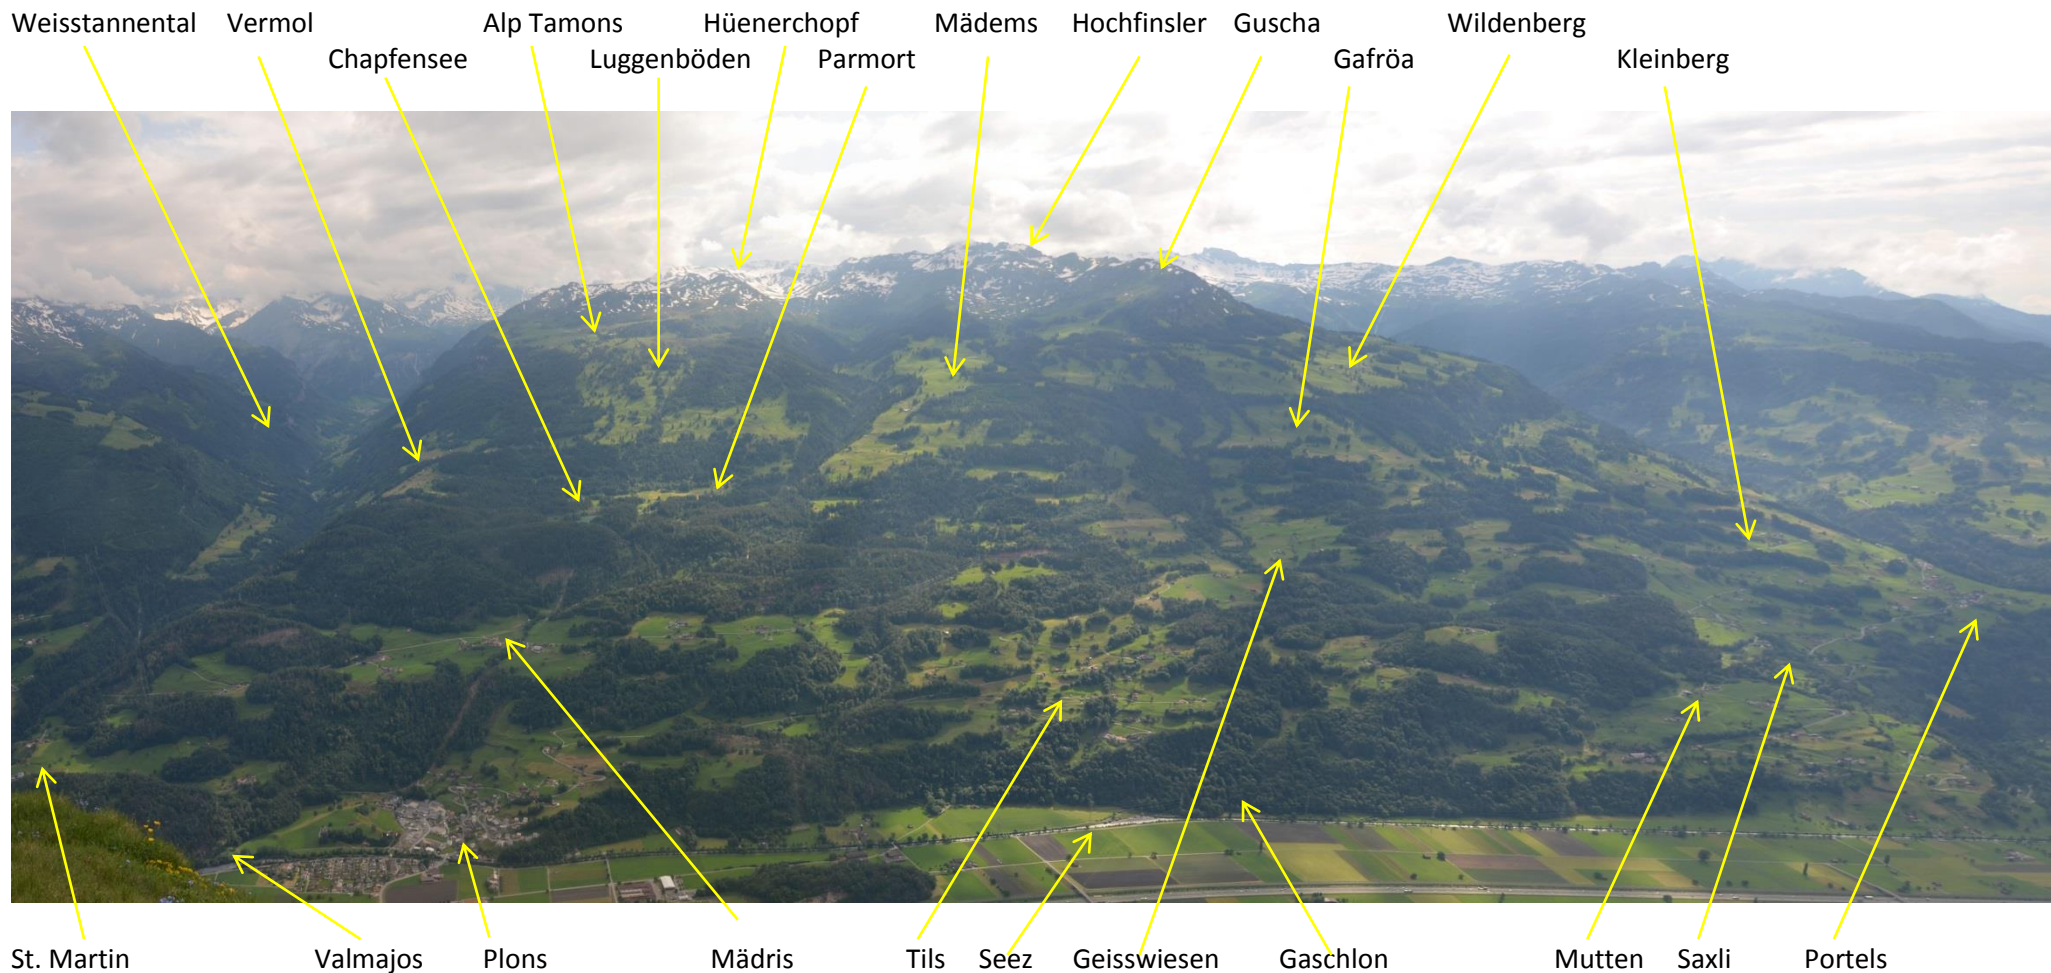 Weisstannental Vermol Alp Tamons Hüenerchopf Mädems Hochfinsler Guscha Wildenberg
Chapfensee Luggenböden Parmort Gafröa Kleinberg
St. Martin Valmajos Plons Mädris Tils Seez Geisswiesen Gaschlon Mutten Saxli Portels